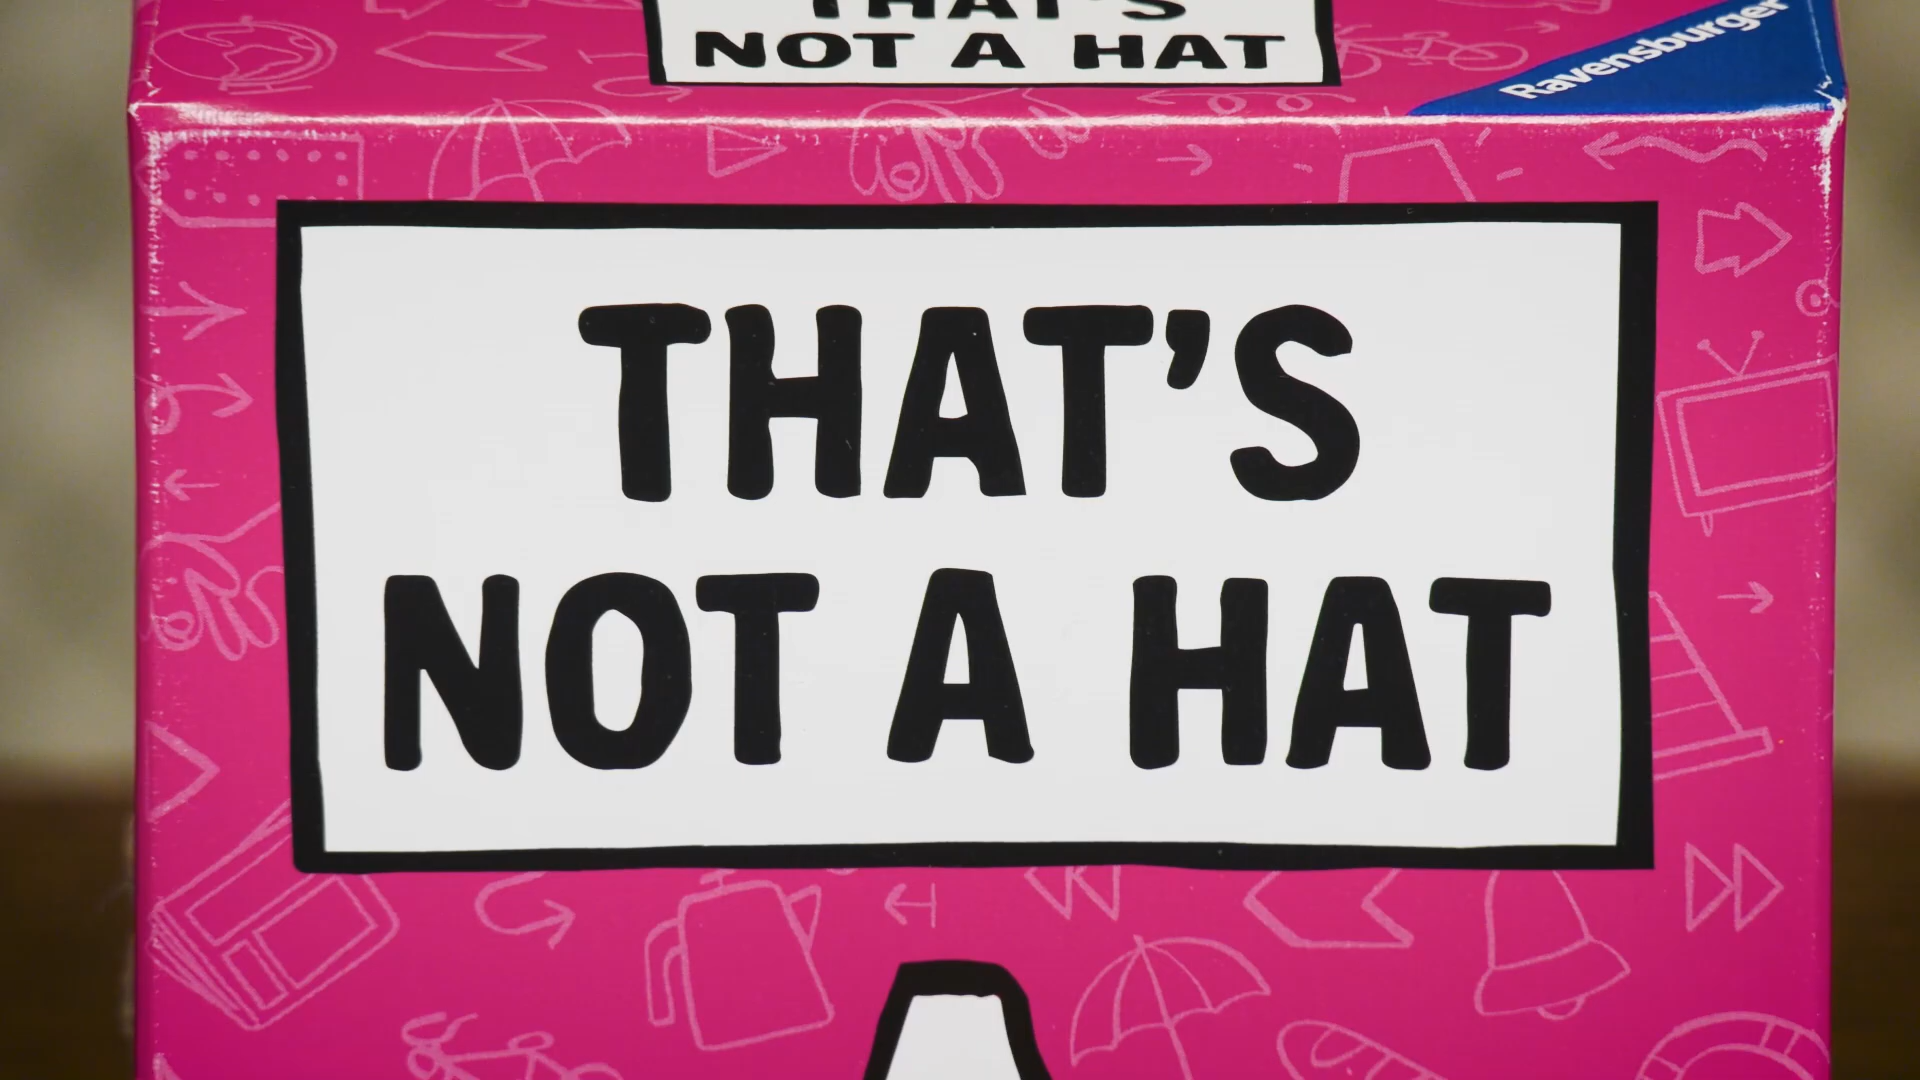 THAT'S
NOT A HAT
Ravensburger
THAT'S
NOT A HAT